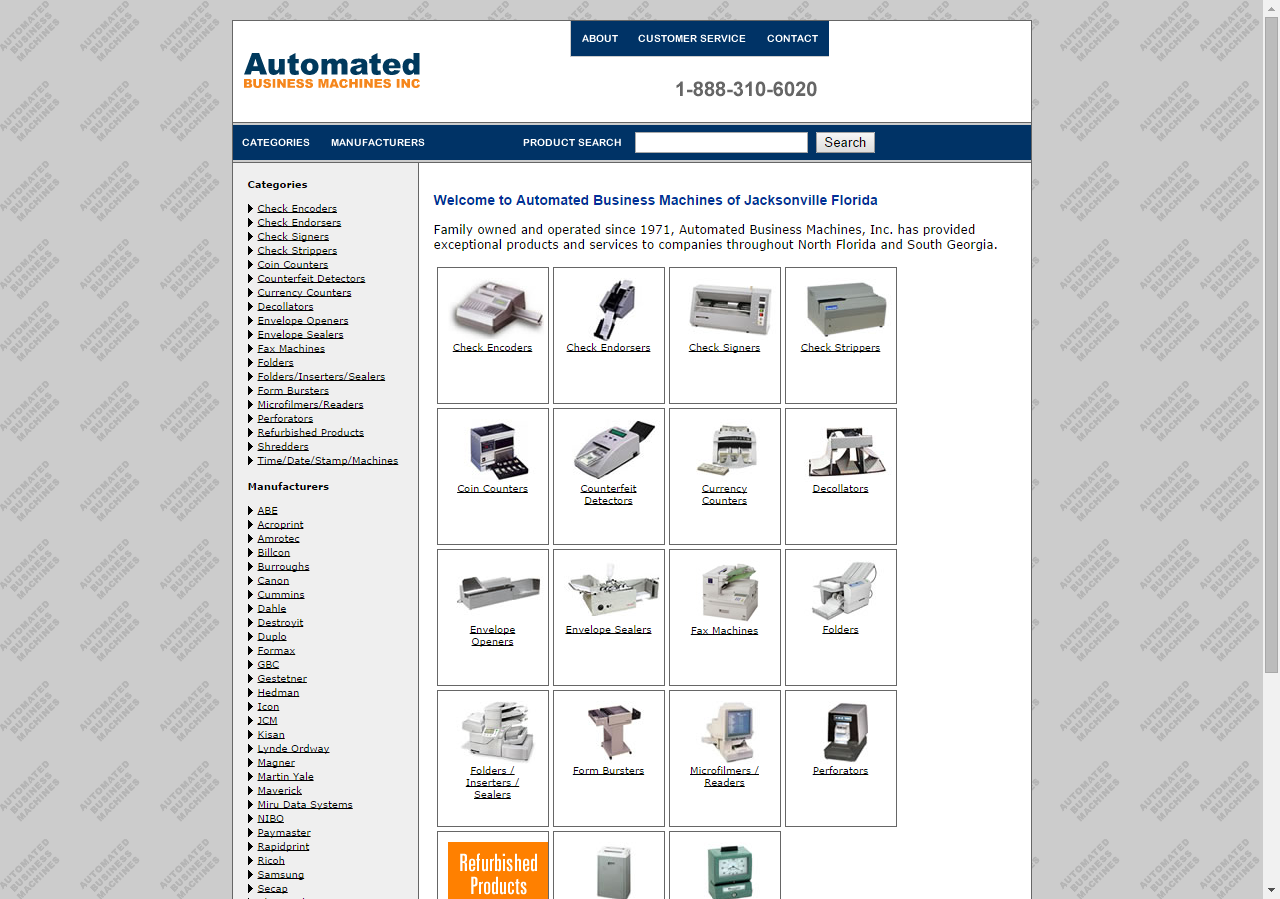 ABOUT CUSTOMER SERVICE CONTACT
Automated
BUSINESS MACHINES INC
1-888-310-6020
CATEGORIES MANUFACTURERS PRODUCT SEARCH Search
Categories
Check Encoders
Check Endorsers
Check Signers
Check Strippers
Coin Counters
Counterfeit Detectors
Currency Counters
Decollators
Envelope Openers
Envelope Sealers
Fax Machines
Folders
Folders/Inserters/Sealers
Form Bursters
Microfilmers/Readers
Perforators
Refurbished Products
Shredders
Time/Date/Stamp/Machines
Manufacturers
ABE
Acroprint
Amrotec
Billcon
Burroughs
Canon
Cummins
Dahle
Destroyit
Duplo
Formax
GBC
Gestetner
Hedman
Icon
JCM
Kisan
Lynde Ordway
Magner
Martin Yale
Maverick
Miru Data Systems
NIBO
Paymaster
Rapidprint
Ricoh
Samsung
Secap
Welcome to Automated Business Machines of Jacksonville Florida
Family owned and operated since 1971, Automated Business Machines, Inc. has provided
exceptional products and services to companies throughout North Florida and South Georgia.
Check Encoders
Check Endorsers
Check Signers
Check Strippers
Coin Counters
Counterfeit
Detectors
Currency
Counters
Decollators
Envelope
Openers
Envelope Sealers
Fax Machines
Folders
Folders /
Inserters /
Sealers
Form Bursters
Microfilmers /
Readers
Perforators
Refurbished
Products
AUTOMATED
BUSINESS
MACHINES